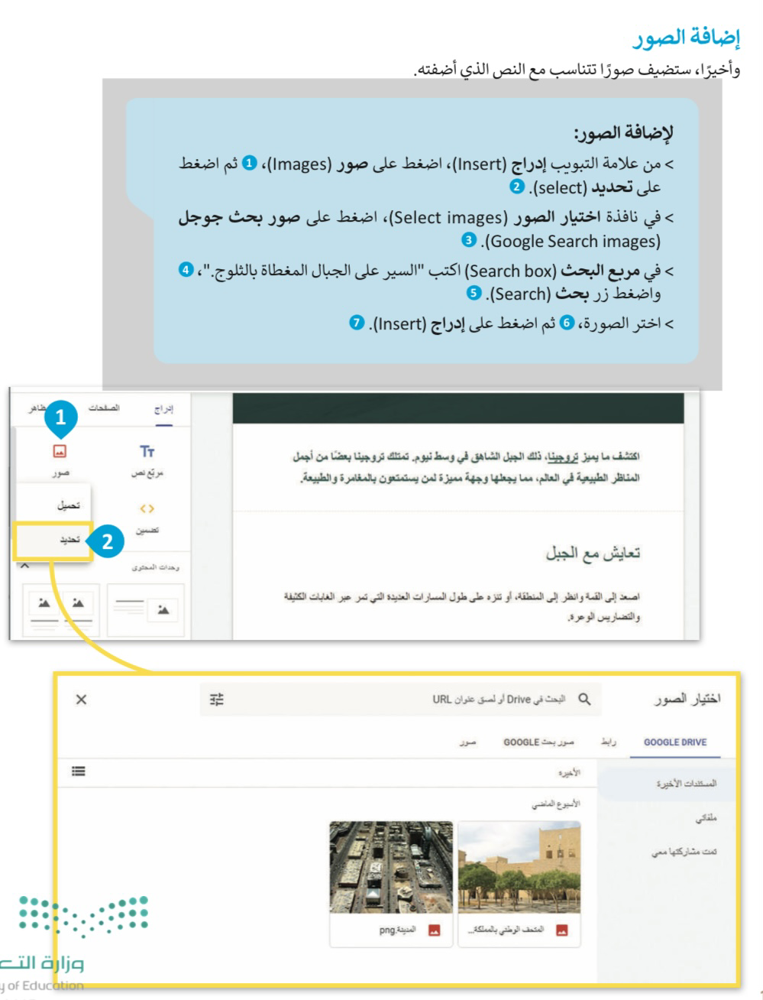 إضافة الصور
وأخيرًا، ستضيف صورًا تتناسب مع النص الذي أضفته.
لإضافة الصور:
> من علامة التبويب إدراج (Insert)، اضغط على صور (Images)، 1 ثم اضغط
على تحديد (select). 2
> في نافذة اختيار الصور (Select images)، اضغط على صور بحث جوجل
(Google Search images). 3
> في مربع البحث (Search box) اكتب "السير على الجبال المغطاة بالثلوج."، 4
واضغط زر بحث (Search). 5
> اختر الصورة، 6 ثم اضغط على إدراج (Insert). 7
إدراج
الصفحات
ظاهر
1
صور
مربّع نص
تحميل
تحديد
2
تضمين
وحدات المحتوى
اكتشف ما يميز تروجينا، ذلك الجبل الشاهق في وسط نيوم. تمتلك تروجينا بعضًا من أجمل
المناظر الطبيعية في العالم، مما يجعلها وجهة مميزة لمن يستمتعون بالمغامرة والطبيعة.
تعايش مع الجبل
اصعد إلى القمة وانظر إلى المنطقة، أو تنزه على طول المسارات العديدة التي تمر عبر الغابات الكثيفة
والتضاريس الوعرة.
اختيار الصور
البحث في Drive أو لصق عنوان URL
GOOGLE DRIVE
رابط
صور بحث GOOGLE
صور
المستندات الأخيرة
ملفاتي
تمت مشاركتها معي
الأخيرة
الأسبوع الماضي
المتحف الوطني بالمملكة...
المدينة.png
وزارة التع
y of Education